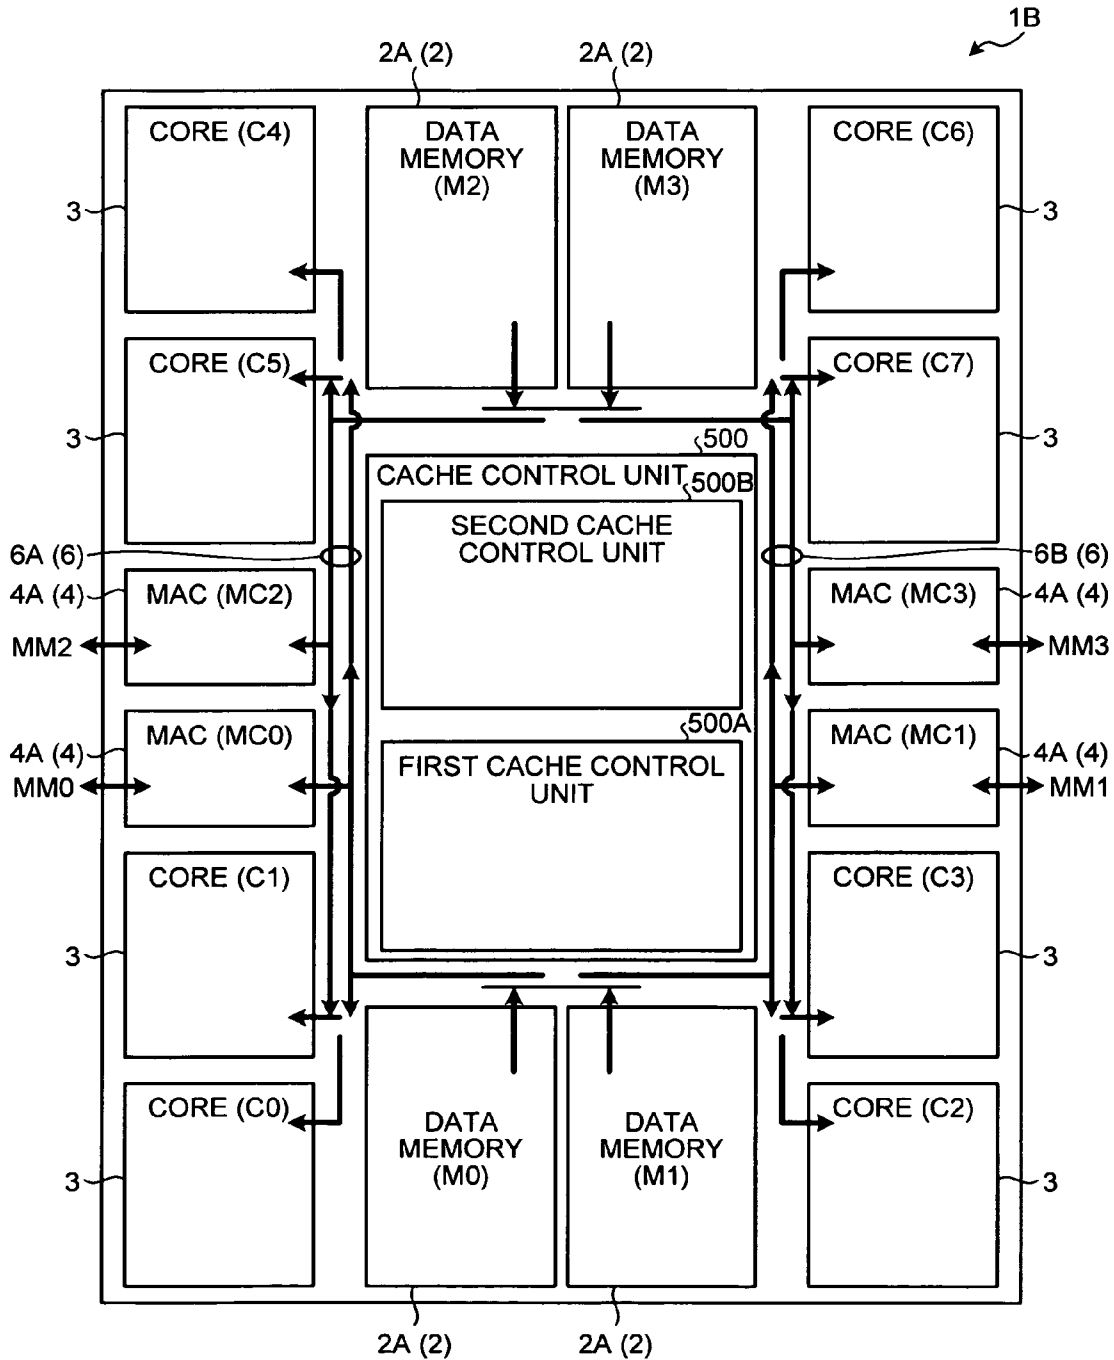 1B
2A (2)
2A (2)
CORE (C4)
DATA
MEMORY
(M2)
DATA
MEMORY
(M3)
CORE (C6)
3
3
CORE (C5)
CORE (C7)
3
3
500
CACHE CONTROL UNIT
500B
SECOND CACHE
CONTROL UNIT
6A (6)
6B (6)
4A (4)
MAC (MC2)
MAC (MC3)
4A (4)
MM2
MM3
500A
4A (4)
MAC (MC0)
MAC (MC1)
4A (4)
FIRST CACHE CONTROL
UNIT
MM0
MM1
CORE (C1)
CORE (C3)
3
3
CORE (C0)
DATA
MEMORY
(M0)
DATA
MEMORY
(M1)
CORE (C2)
3
3
2A (2)
2A (2)